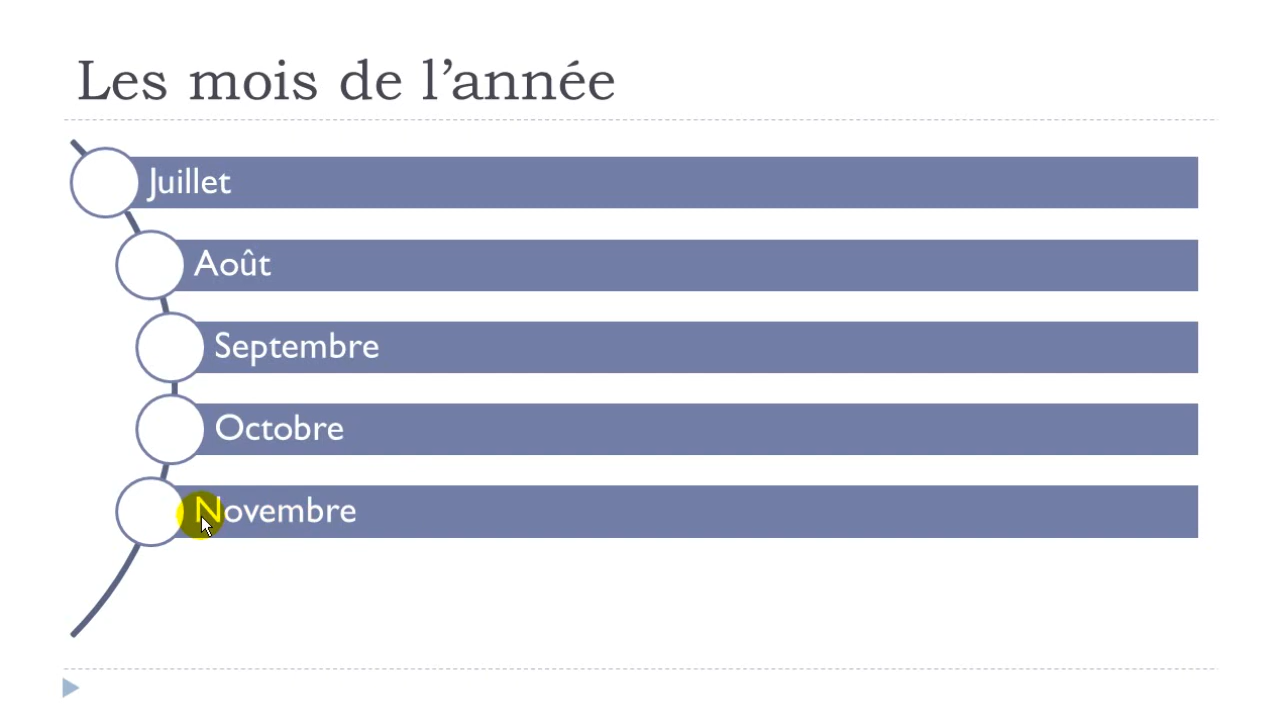 Les mois de l’année
Juillet
Août
Septembre
Octobre
Novembre